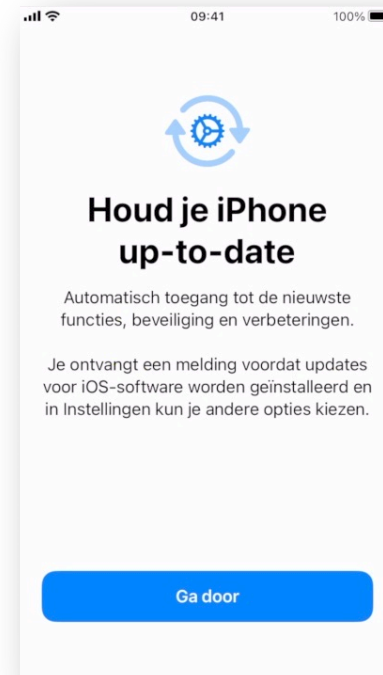 09:41
100%
Houd je iPhone
up-to-date
Automatisch toegang tot de nieuwste
functies, beveiliging en verbeteringen.
Je ontvangt een melding voordat updates
voor iOS-software worden geïnstalleerd en
in Instellingen kun je andere opties kiezen.
Ga door